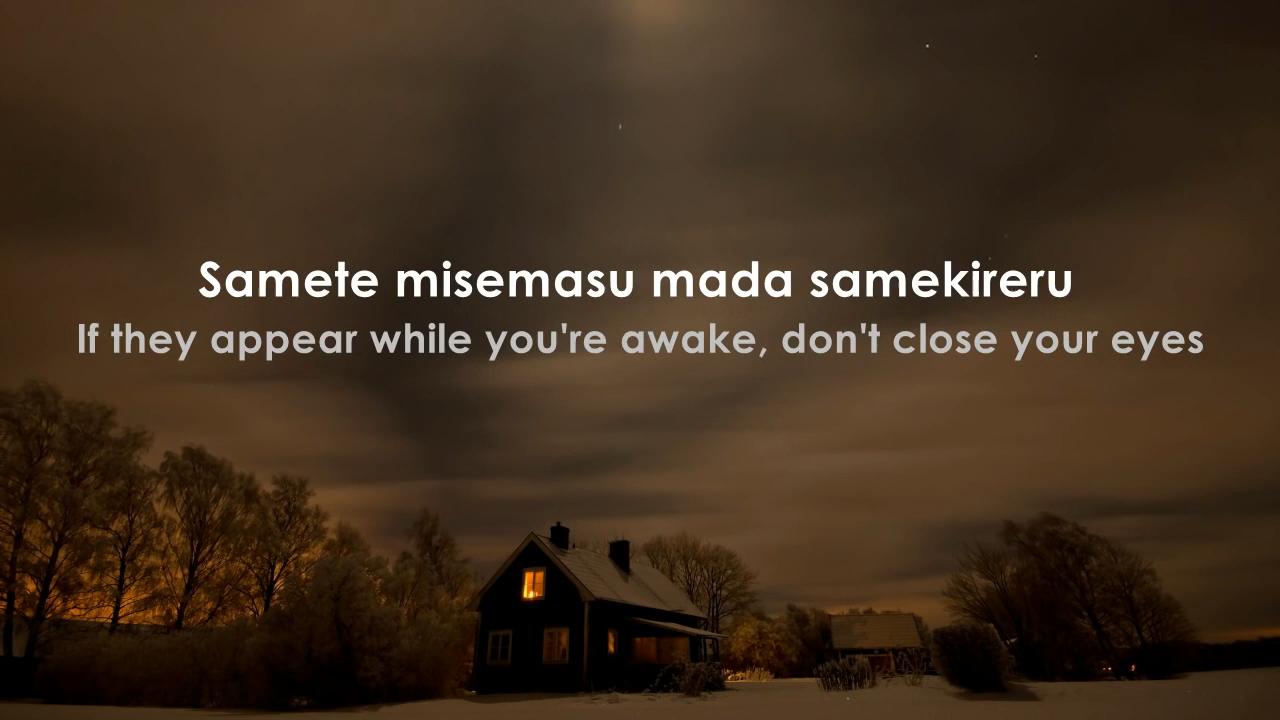 Samete misemasu mada samekireru
If they appear while you're awake, don't close your eyes